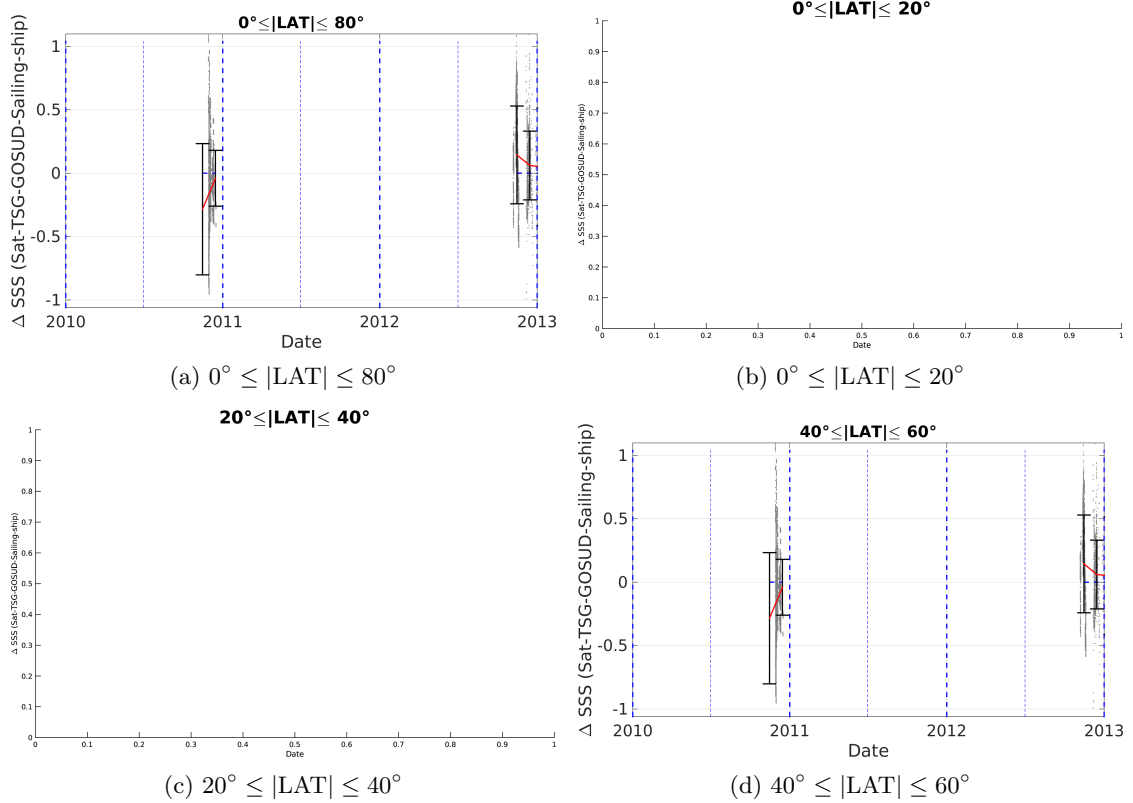 0°≤|LAT|≤ 80°
Δ SSS (Sat-TSG-GOSUD-Sailing-ship)
1
0.5
0
-0.5
-1
2010 2011 2012 2013
Date
(a) 0° ≤ |LAT| ≤ 80°
0°≤|LAT|≤ 20°
Δ SSS (Sat-TSG-GOSUD-Sailing-ship)
1
0.9
0.8
0.7
0.6
0.5
0.4
0.3
0.2
0.1
0
0 0.1 0.2 0.3 0.4 0.5 0.6 0.7 0.8 0.9 1
Date
(b) 0° ≤ |LAT| ≤ 20°
20°≤|LAT|≤ 40°
Δ SSS (Sat-TSG-GOSUD-Sailing-ship)
1
0.9
0.8
0.7
0.6
0.5
0.4
0.3
0.2
0.1
0
0 0.1 0.2 0.3 0.4 0.5 0.6 0.7 0.8 0.9 1
Date
(c) 20° ≤ |LAT| ≤ 40°
40°≤|LAT|≤ 60°
Δ SSS (Sat-TSG-GOSUD-Sailing-ship)
1
0.5
0
-0.5
-1
2010 2011 2012 2013
Date
(d) 40° ≤ |LAT| ≤ 60°